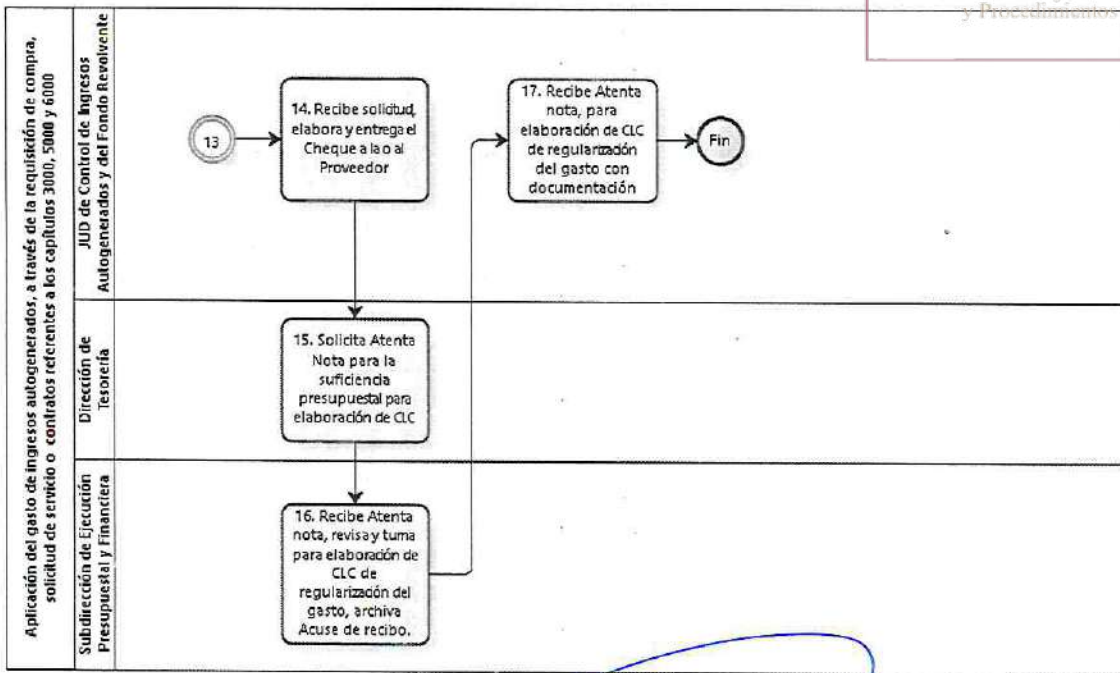 y Procedimientos
Aplicación del gasto de ingresos autogenerados, a través de la requisición de compra,
solicitud de servicio o contratos referentes a los capítulos 3000, 5000 y 6000
JUD de Control de Ingresos
Autogenerados y del Fondo Revolvente
13
14. Recibe solicitud,
elabora y entrega el
Cheque a la o al
Proveedor
17. Recibe Atenta
nota, para
elaboración de CLC
de regularización
del gasto con
documentación
Fin
Dirección de
Tesorería
15. Solicita Atenta
Nota para la
suficiencia
presupuestal para
elaboración de CLC
Subdirección de Ejecución
Presupuestal y Financiera
16. Recibe Atenta
nota, revisa y turna
para elaboración de
CLC de
regularización del
gasto, archiva
Acuse de recibo.